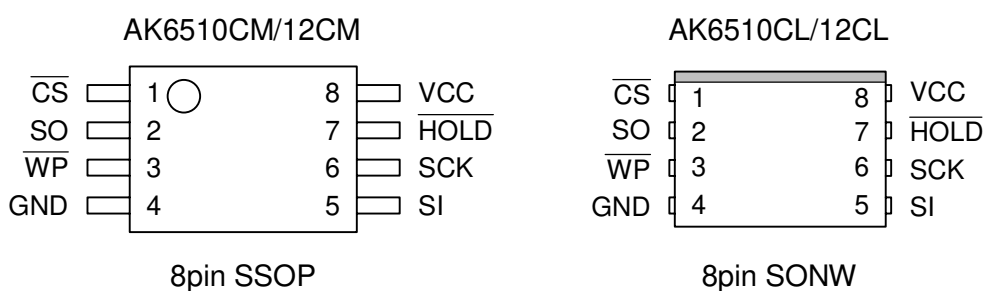 AK6510CM/12CM AK6510CL/12CL
CS 1 8 VCC CS 1 8 VCC
SO 2 7 HOLD SO 2 7 HOLD
WP 3 6 SCK WP 3 6 SCK
GND 4 5 SI GND 4 5 SI
8pin SSOP 8pin SONW